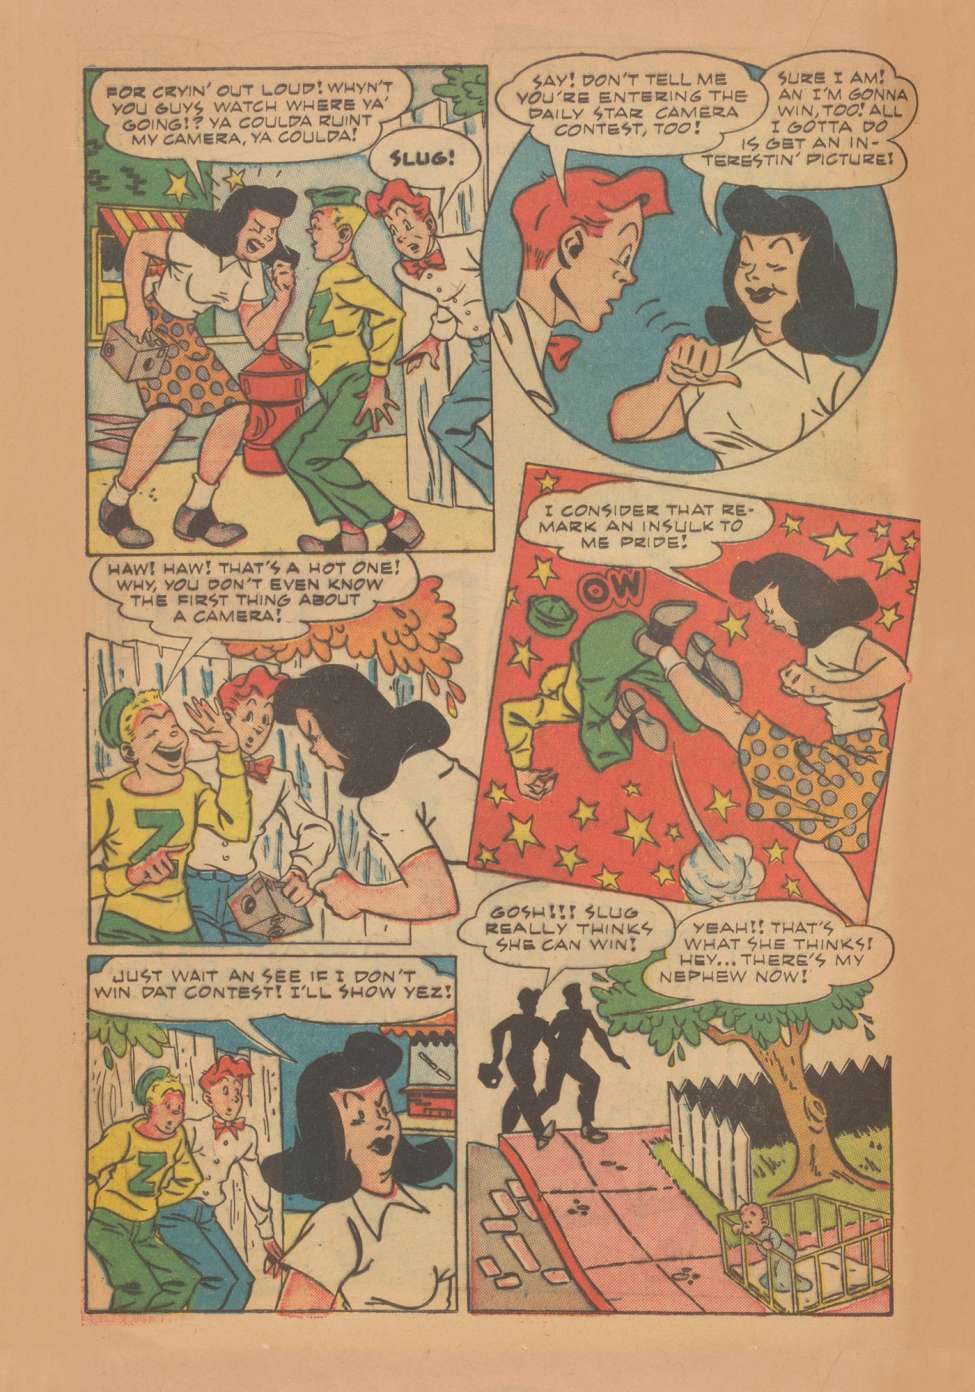 FOR CRYIN' OUT LOUD! WHYN'T
YOU GUYS WATCH WHERE YA'
GOING!? YA COULDA RUINT
MY CAMERA, YA COULDA!
SLUG!
SAY! DON'T TELL ME
YOU'RE ENTERING THE
DAILY STAR CAMERA
CONTEST, TOO!
SURE I AM!
AN I'M GONNA
WIN, TOO! ALL
I GOTTA DO
IS GET AN IN-
TERESTIN' PICTURE!
HAW! HAW! THAT'S A HOT ONE!
WHY, YOU DON'T EVEN KNOW
THE FIRST THING ABOUT
A CAMERA!
Z
I CONSIDER THAT RE-
MARK AN INSULK TO
ME PRIDE!
OW
JUST WAIT AN SEE IF I DON'T
WIN DAT CONTEST! I'LL SHOW YEZ!
Z
GOSH!!! SLUG
REALLY THINKS
SHE CAN WIN!
YEAH!! THAT'S
WHAT SHE THINKS!
HEY... THERE'S MY
NEPHEW NOW!